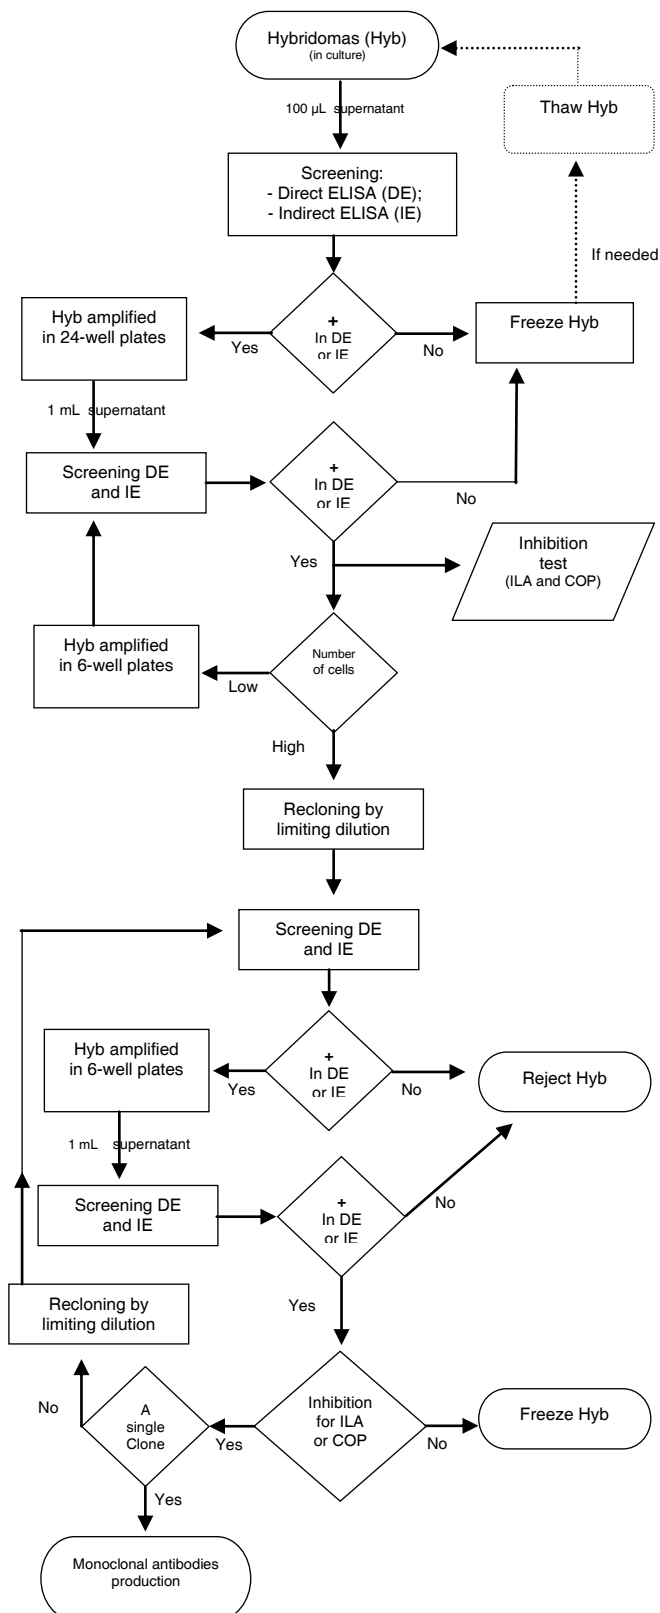 Hybridomas (Hyb)
(in culture)
Thaw Hyb
100 µL supernatant
Screening:
- Direct ELISA (DE);
- Indirect ELISA (IE)
If needed
Hyb amplified
in 24-well plates
Yes
+
In DE
or IE
No
Freeze Hyb
1 mL supernatant
Screening DE
and IE
+
In DE
or IE
No
Yes
Inhibition
test
(ILA and COP)
Hyb amplified
in 6-well plates
Low
Number
of cells
High
Recloning by
limiting dilution
Screening DE
and IE
Hyb amplified
in 6-well plates
Yes
+
In DE
or IE
No
Reject Hyb
1 mL supernatant
Screening DE
and IE
+
In DE
or IE
No
Yes
Recloning by
limiting dilution
No
A
single
Clone
Yes
Inhibition
for ILA
or COP
No
Freeze Hyb
Yes
Monoclonal antibodies
production